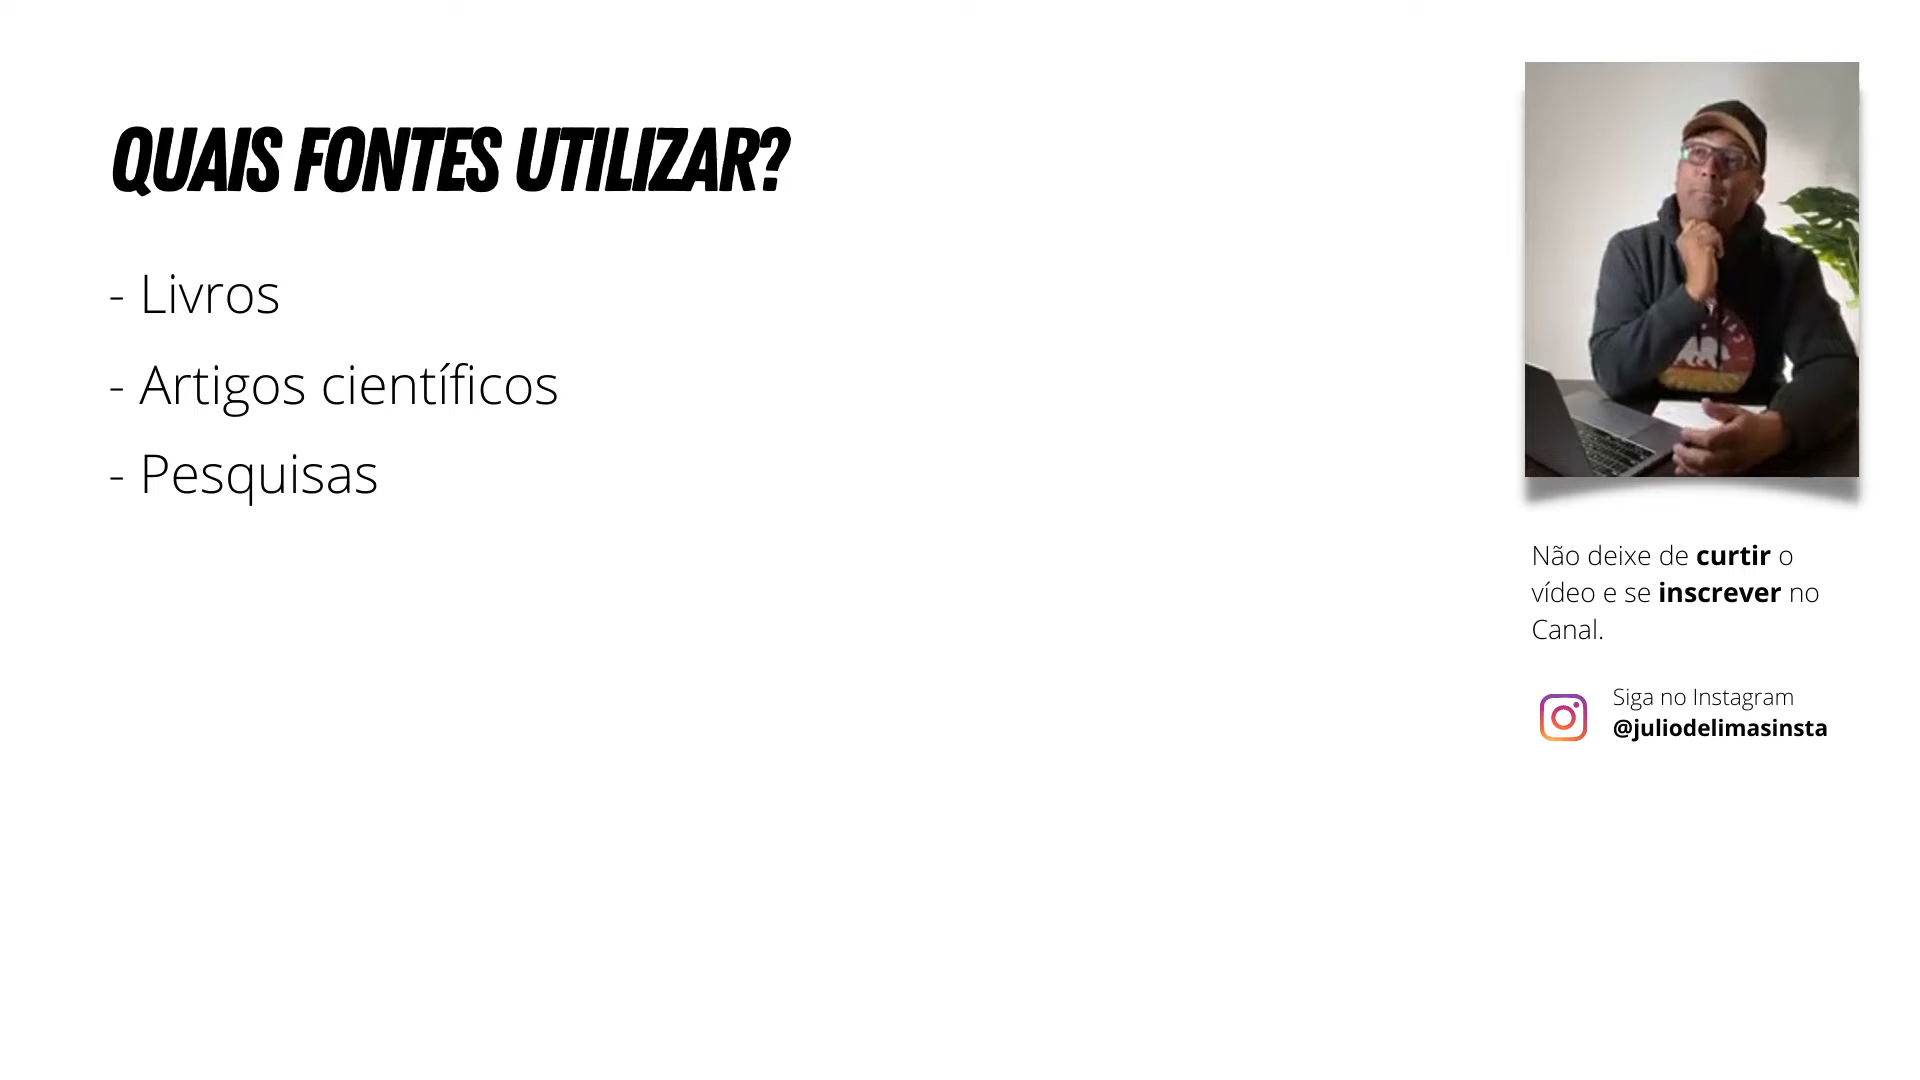 QUAIS FONTES UTILIZAR?
- Livros
- Artigos científicos
- Pesquisas
Não deixe de curtir o
vídeo e se inscrever no
Canal.
Siga no Instagram
@juliodelimasinsta